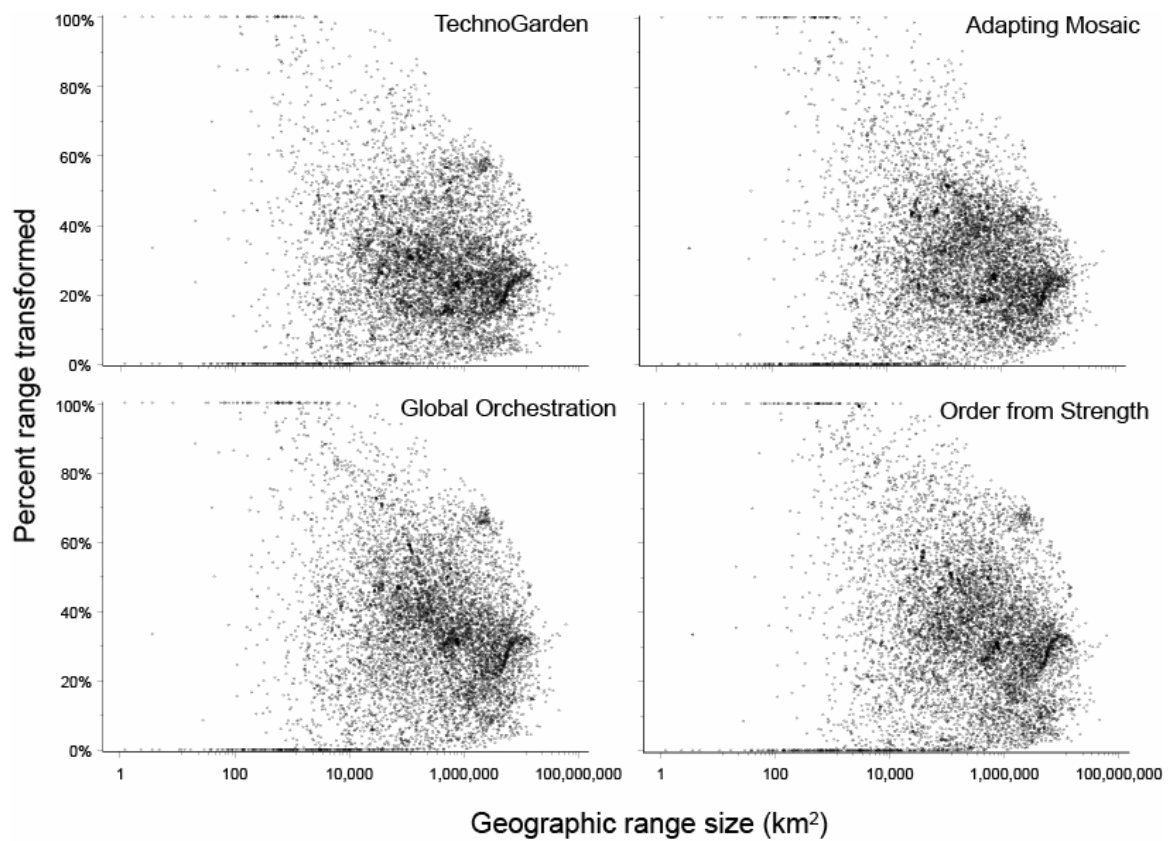 TechnoGarden
Adapting Mosaic
100%
80%
60%
40%
20%
0%
Global Orchestration
Order from Strength
100%
80%
60%
40%
20%
0%
1 100 10,000 1,000,000 100,000,000
1 100 10,000 1,000,000 100,000,000
Percent range transformed
Geographic range size (km²)